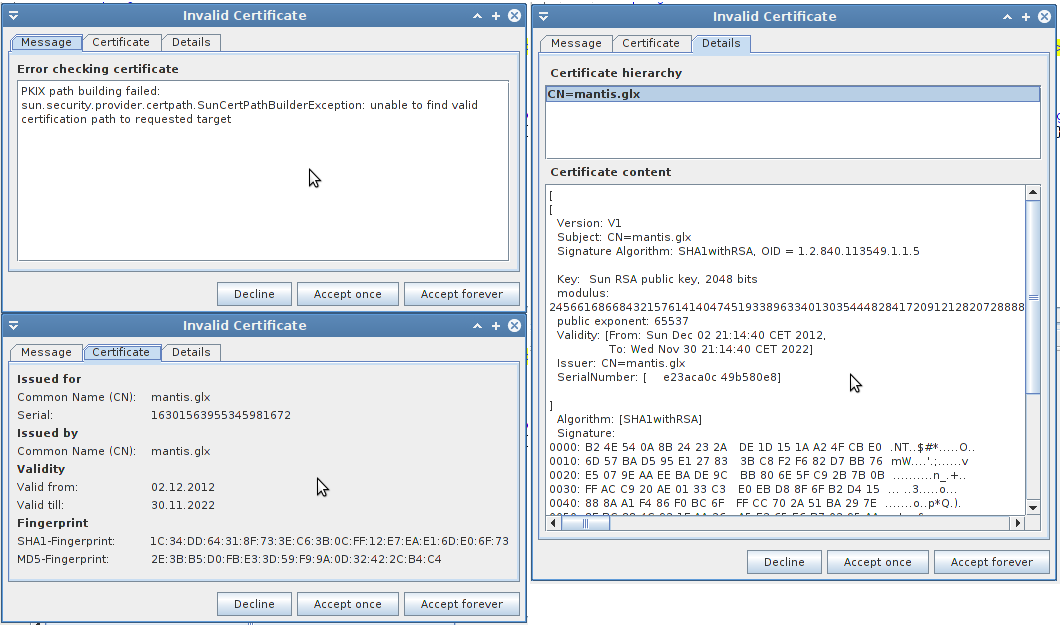 Invalid Certificate
Message Certificate Details
Error checking certificate
PKIX path building failed:
sun.security.provider.certpath.SunCertPathBuilderException: unable to find valid
certification path to requested target
Decline Accept once Accept forever
Invalid Certificate
Message Certificate Details
Issued for
Common Name (CN): mantis.glx
Serial: 16301563955345981672
Issued by
Common Name (CN): mantis.glx
Validity
Valid from: 02.12.2012
Valid till: 30.11.2022
Fingerprint
SHA1-Fingerprint: 1C:34:DD:64:31:8F:73:3E:C6:3B:0C:FF:12:E7:EA:E1:6D:E0:6F:73
MD5-Fingerprint: 2E:3B:B5:D0:FB:E3:3D:59:F9:9A:0D:32:42:2C:B4:C4
Decline Accept once Accept forever
Invalid Certificate
Message Certificate Details
Certificate hierarchy
CN=mantis.glx
Certificate content
[
[
Version: V1
Subject: CN=mantis.glx
Signature Algorithm: SHA1withRSA, OID = 1.2.840.113549.1.1.5
Key: Sun RSA public key, 2048 bits
modulus:
24566168668432157614140474519338963340130354448284172091212820728888
public exponent: 65537
Validity: [From: Sun Dec 02 21:14:40 CET 2012,
To: Wed Nov 30 21:14:40 CET 2022]
Issuer: CN=mantis.glx
SerialNumber: [ e23aca0c 49b580e8]
]
Algorithm: [SHA1withRSA]
Signature:
0000: B2 4E 54 0A 8B 24 23 2A DE 1D 15 1A A2 4F CB E0 .NT..$#*.....O..
0010: 6D 57 BA D5 95 E1 27 83 3B C8 F2 F6 82 D7 BB 76 mW....'.;......v
0020: E5 07 9E AA EE BA DE 9C BB 80 6E 5F C9 2B 7B 0B ..........n_.+..
0030: FF AC C9 20 AE 01 33 C3 E0 EB D8 8F 6F B2 D4 15 ... ..3.....o...
0040: 88 8A A1 F4 86 F0 BC 6F FF CC 70 2A 51 BA 29 7E .......o..p*Q.).
Decline Accept once Accept forever